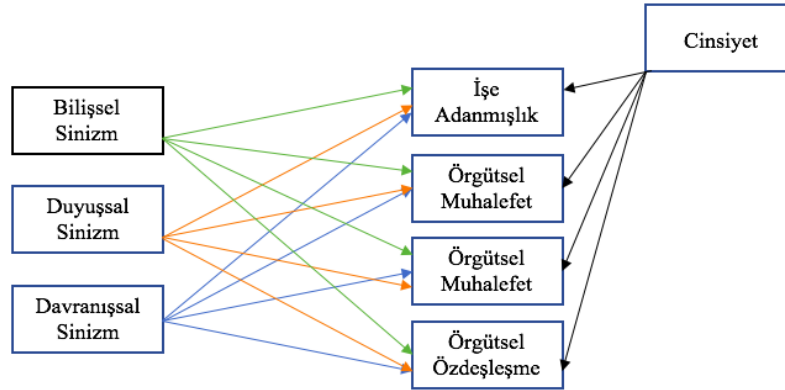 Cinsiyet
İşe
Adanmışlık
Bilişsel
Sinizm
Örgütsel
Muhalefet
Duyuşsal
Sinizm
Örgütsel
Muhalefet
Davranışsal
Sinizm
Örgütsel
Özdeşleşme